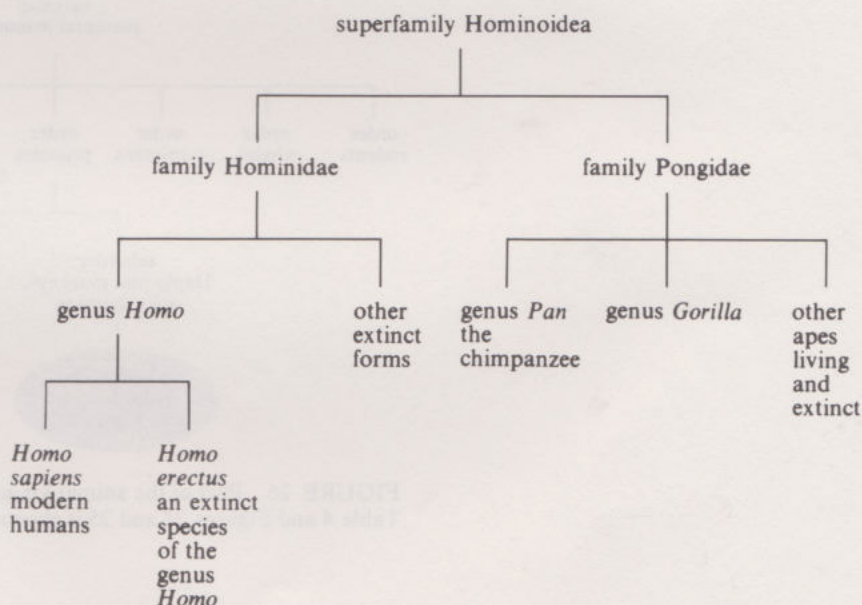 superfamily Hominoidea
family Hominidae
family Pongidae
genus Homo
other
extinct
forms
genus Pan
the
chimpanzee
genus Gorilla
other
apes
living
and
extinct
Homo
sapiens
modern
humans
Homo
erectus
an extinct
species
of the
genus
Homo